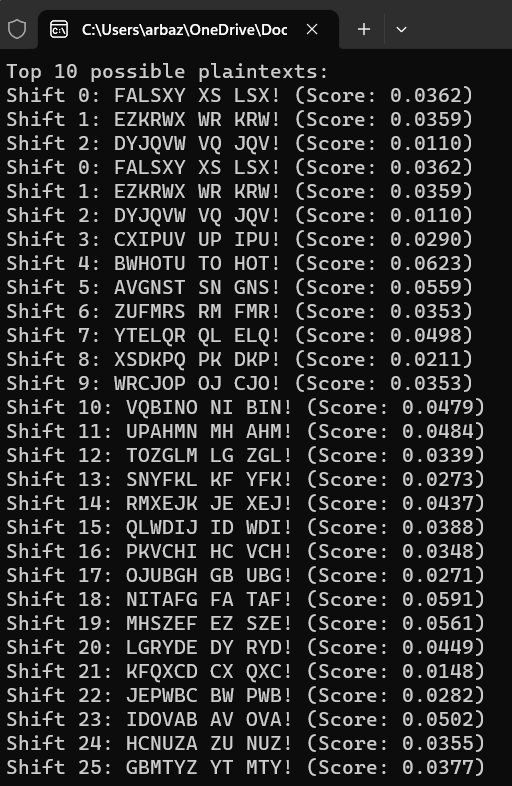 C:\Users\arbaz\OneDrive\Doc
Top 10 possible plaintexts:
Shift 0: FALSXY XS LSX! (Score: 0.0362)
Shift 1: EZKRWX WR KRW! (Score: 0.0359)
Shift 2: DYJQVW VQ JQV! (Score: 0.0110)
Shift 0: FALSXY XS LSX! (Score: 0.0362)
Shift 1: EZKRWX WR KRW! (Score: 0.0359)
Shift 2: DYJQVW VQ JQV! (Score: 0.0110)
Shift 3: CXIPUV UP IPU! (Score: 0.0290)
Shift 4: BWHOTU TO HOT! (Score: 0.0623)
Shift 5: AVGNST SN GNS! (Score: 0.0559)
Shift 6: ZUFMRS RM FMR! (Score: 0.0353)
Shift 7: YTELQR QL ELQ! (Score: 0.0498)
Shift 8: XSDKPQ PK DKP! (Score: 0.0211)
Shift 9: WRCJOP OJ CJO! (Score: 0.0353)
Shift 10: VQBINO NI BIN! (Score: 0.0479)
Shift 11: UPAHMN MH AHM! (Score: 0.0484)
Shift 12: TOZGLM LG ZGL! (Score: 0.0339)
Shift 13: SNYFKL KF YFK! (Score: 0.0273)
Shift 14: RMXEJK JE XEJ! (Score: 0.0437)
Shift 15: QLWDIJ ID WDI! (Score: 0.0388)
Shift 16: PKVCHI HC VCH! (Score: 0.0348)
Shift 17: OJUBGH GB UBG! (Score: 0.0271)
Shift 18: NITAFG FA TAF! (Score: 0.0591)
Shift 19: MHSZEF EZ SZE! (Score: 0.0561)
Shift 20: LGRYDE DY RYD! (Score: 0.0449)
Shift 21: KFQXCD CX QXC! (Score: 0.0148)
Shift 22: JEPWBC BW PWB! (Score: 0.0282)
Shift 23: IDOVAB AV OVA! (Score: 0.0502)
Shift 24: HCNUZA ZU NUZ! (Score: 0.0355)
Shift 25: GBMTYZ YT MTY! (Score: 0.0377)